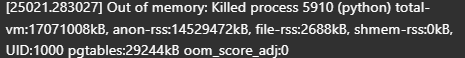 [25021.283027] Out of memory: Killed process 5910 (python) total-
vm:17071008kB, anon-rss:14529472kB, file-rss:2688kB, shmem-rss:0kB,
UID:1000 pgtables:29244kB oom_score_adj:0